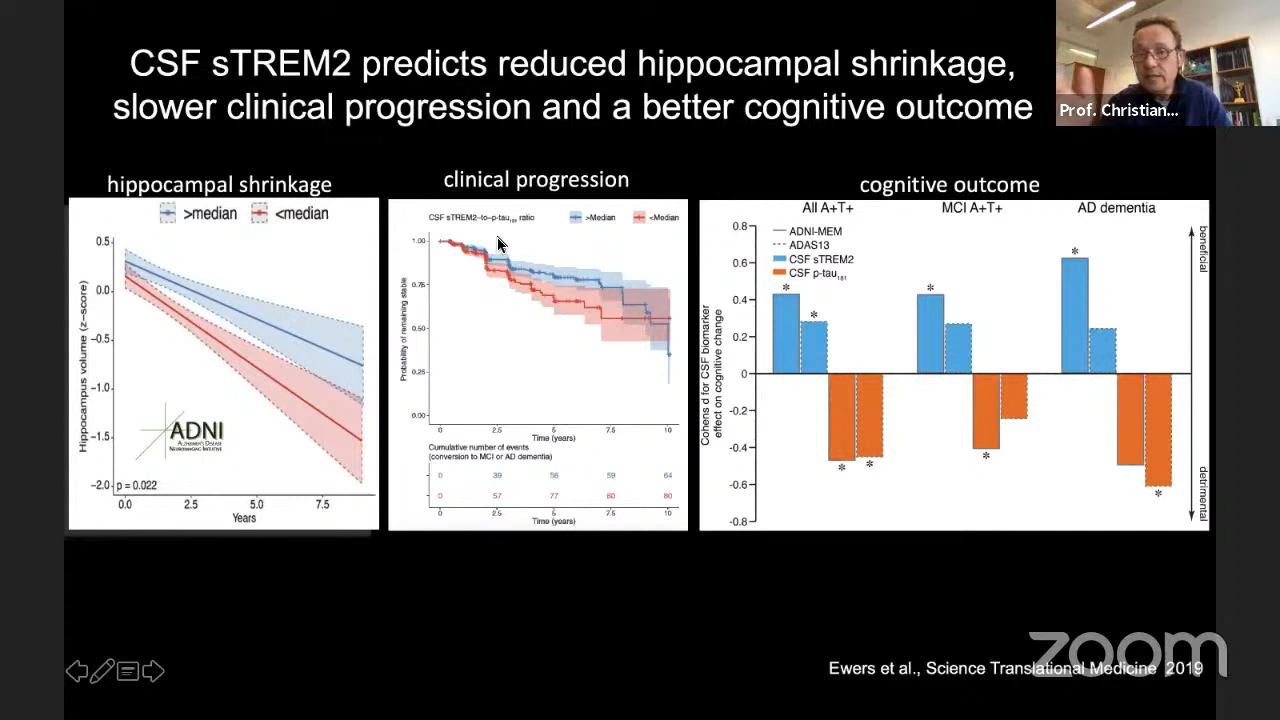 CSF sTREM2 predicts reduced hippocampal shrinkage,
slower clinical progression and a better cognitive outcome
Prof. Christian...
hippocampal shrinkage
>median <median
Hippocampus volume (z-score)
0.5
0.0
−0.5
−1.0
−1.5
−2.0
ADNI
ALZHEIMER'S DISEASE
NEUROIMAGING INITIATIVE
p = 0.022
0.0 2.5 5.0 7.5
Years
clinical progression
CSF sTREM2–to–p-tau181 ratio >Median <Median
Probability of remaining stable
1.00
0.75
0.50
0.25
0.00
0 2.5 5 7.5 10
Time (years)
Cumulative number of events
(conversion to MCI or AD dementia)
0 39 56 59 64
0 57 77 80 80
0 2.5 5 7.5 10
Time (years)
cognitive outcome
All A+T+ MCI A+T+ AD dementia
ADNI-MEM
ADAS13
CSF sTREM2
CSF p-tau181
Cohens d for CSF biomarker
effect on cognitive change
0.8
0.6
0.4
0.2
0
-0.2
-0.4
-0.6
-0.8
* * * * * * * *
beneficial
detrimental
Ewers et al., Science Translational Medicine 2019
zoom